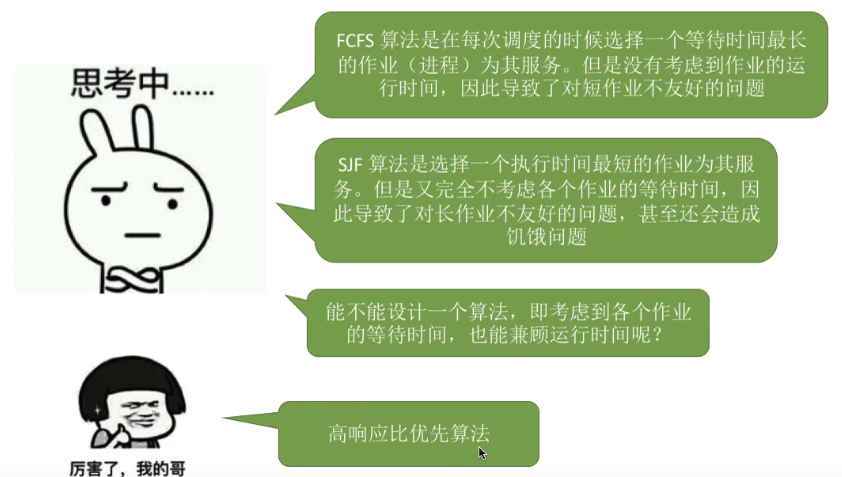 思考中......
FCFS 算法是在每次调度的时候选择一个等待时间最长
的作业（进程）为其服务。但是没有考虑到作业的运
行时间，因此导致了对短作业不友好的问题
SJF 算法是选择一个执行时间最短的作业为其服
务。但是又完全不考虑各个作业的等待时间，因
此导致了对长作业不友好的问题，甚至还会造成
饥饿问题
能不能设计一个算法，即考虑到各个作业
的等待时间，也能兼顾运行时间呢？
高响应比优先算法
厉害了，我的哥